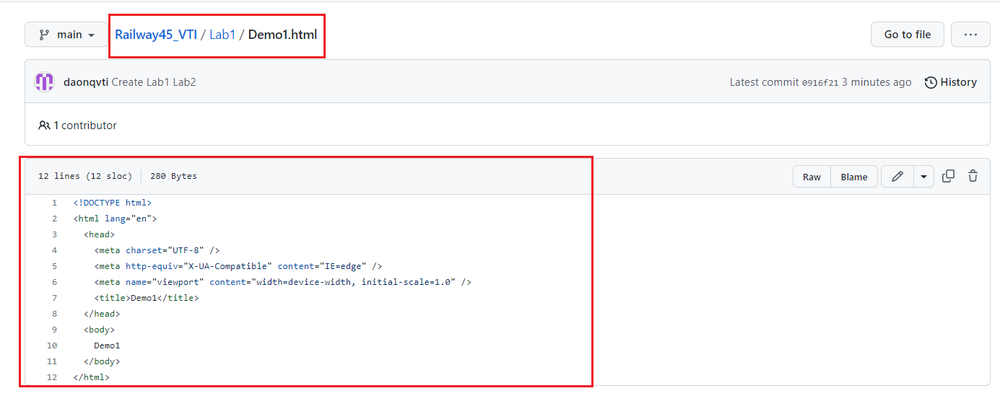 main Railway45_VTI / Lab1 / Demo1.html Go to file ...
daonqvti Create Lab1 Lab2 Latest commit 0916f21 3 minutes ago History
1 contributor
12 lines (12 sloc) 280 Bytes Raw Blame
1 <!DOCTYPE html>
2 <html lang="en">
3 <head>
4 <meta charset="UTF-8" />
5 <meta http-equiv="X-UA-Compatible" content="IE=edge" />
6 <meta name="viewport" content="width=device-width, initial-scale=1.0" />
7 <title>Demo1</title>
8 </head>
9 <body>
10 Demo1
11 </body>
12 </html>